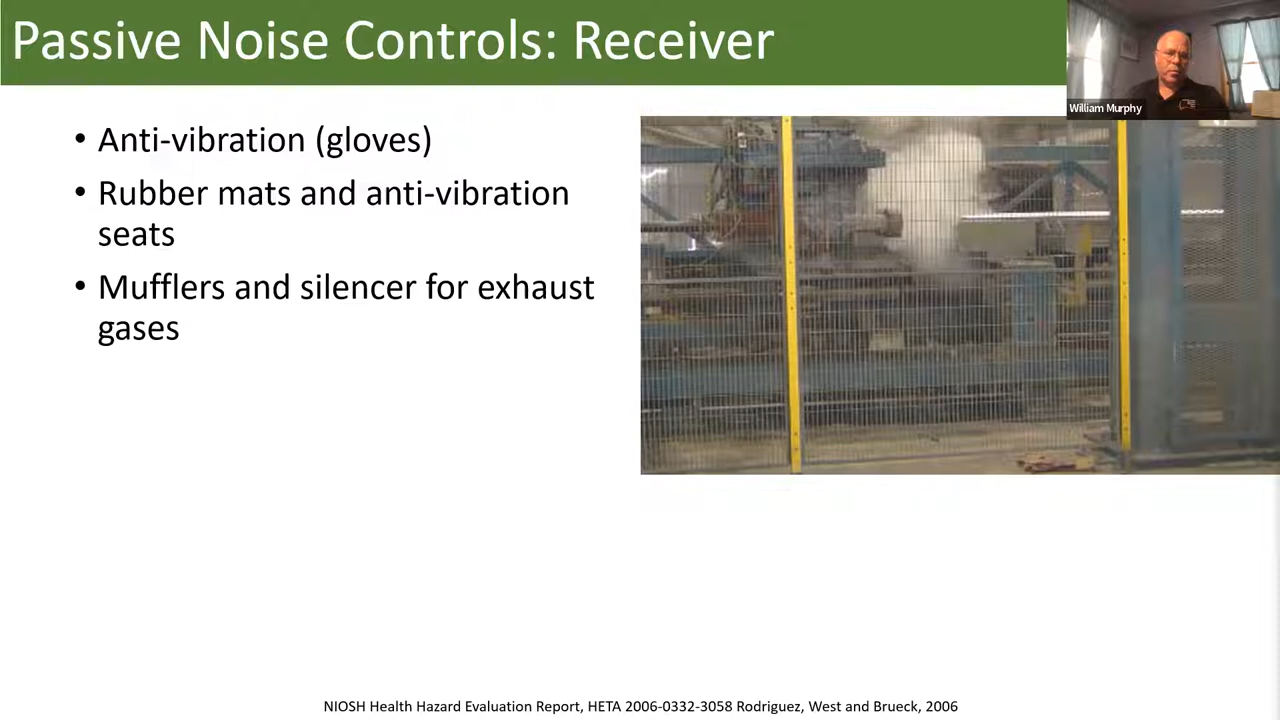 Passive Noise Controls: Receiver
William Murphy
• Anti-vibration (gloves)
• Rubber mats and anti-vibration
seats
• Mufflers and silencer for exhaust
gases
NIOSH Health Hazard Evaluation Report, HETA 2006-0332-3058 Rodriguez, West and Brueck, 2006